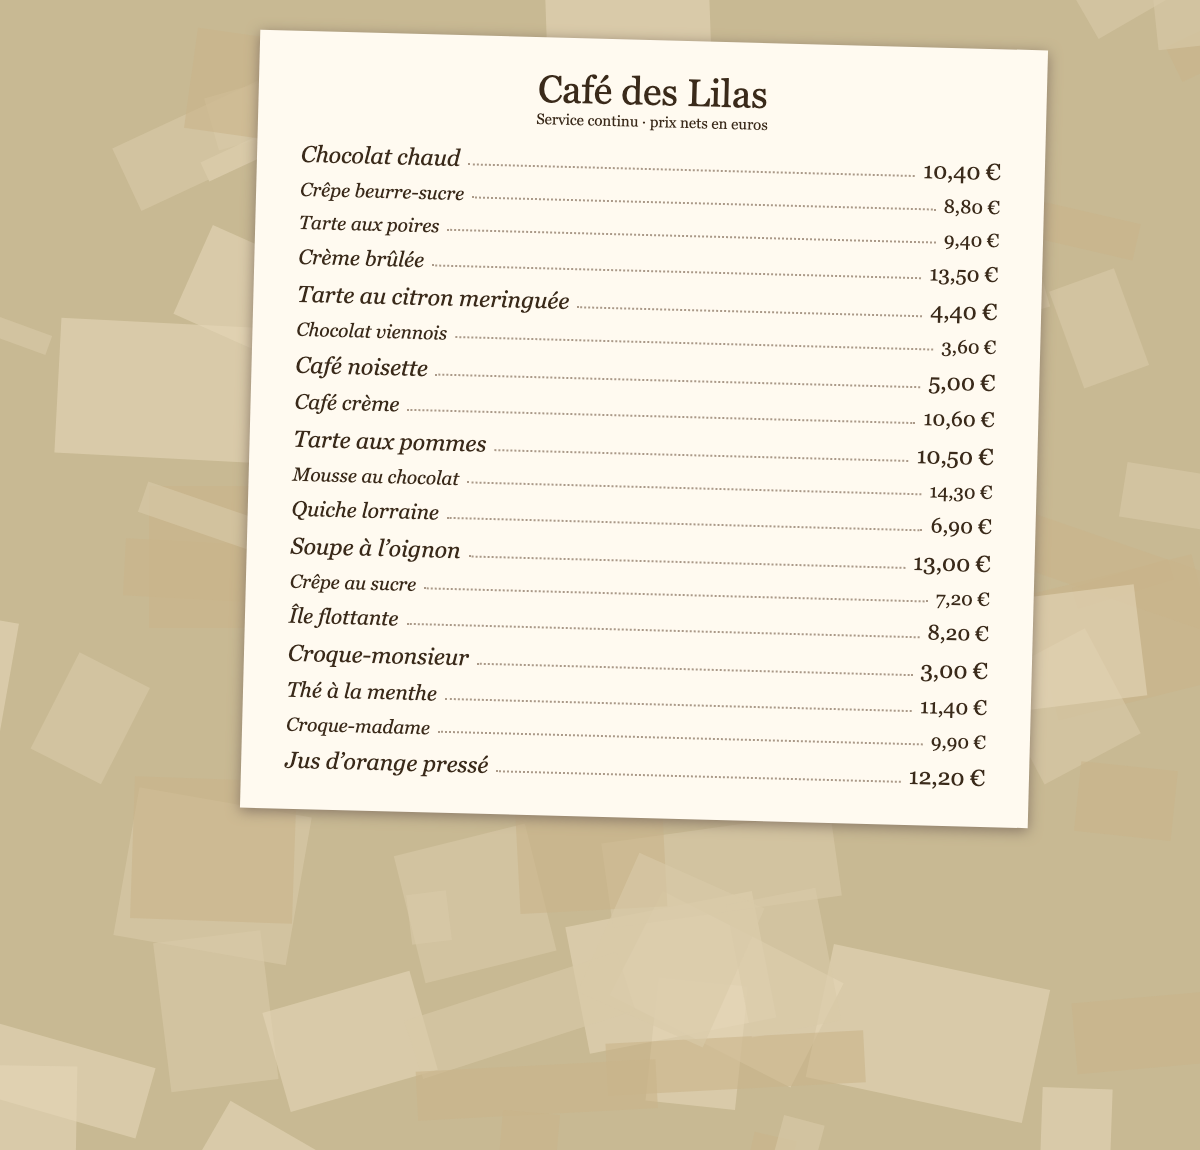 Café des Lilas
Service continu · prix nets en euros
Chocolat chaud 10,40 €
Crêpe beurre-sucre 8,80 €
Tarte aux poires 9,40 €
Crème brûlée 13,50 €
Tarte au citron meringuée 4,40 €
Chocolat viennois 3,60 €
Café noisette 5,00 €
Café crème 10,60 €
Tarte aux pommes 10,50 €
Mousse au chocolat 14,30 €
Quiche lorraine 6,90 €
Soupe à l’oignon 13,00 €
Crêpe au sucre 7,20 €
Île flottante 8,20 €
Croque-monsieur 3,00 €
Thé à la menthe 11,40 €
Croque-madame 9,90 €
Jus d’orange pressé 12,20 €